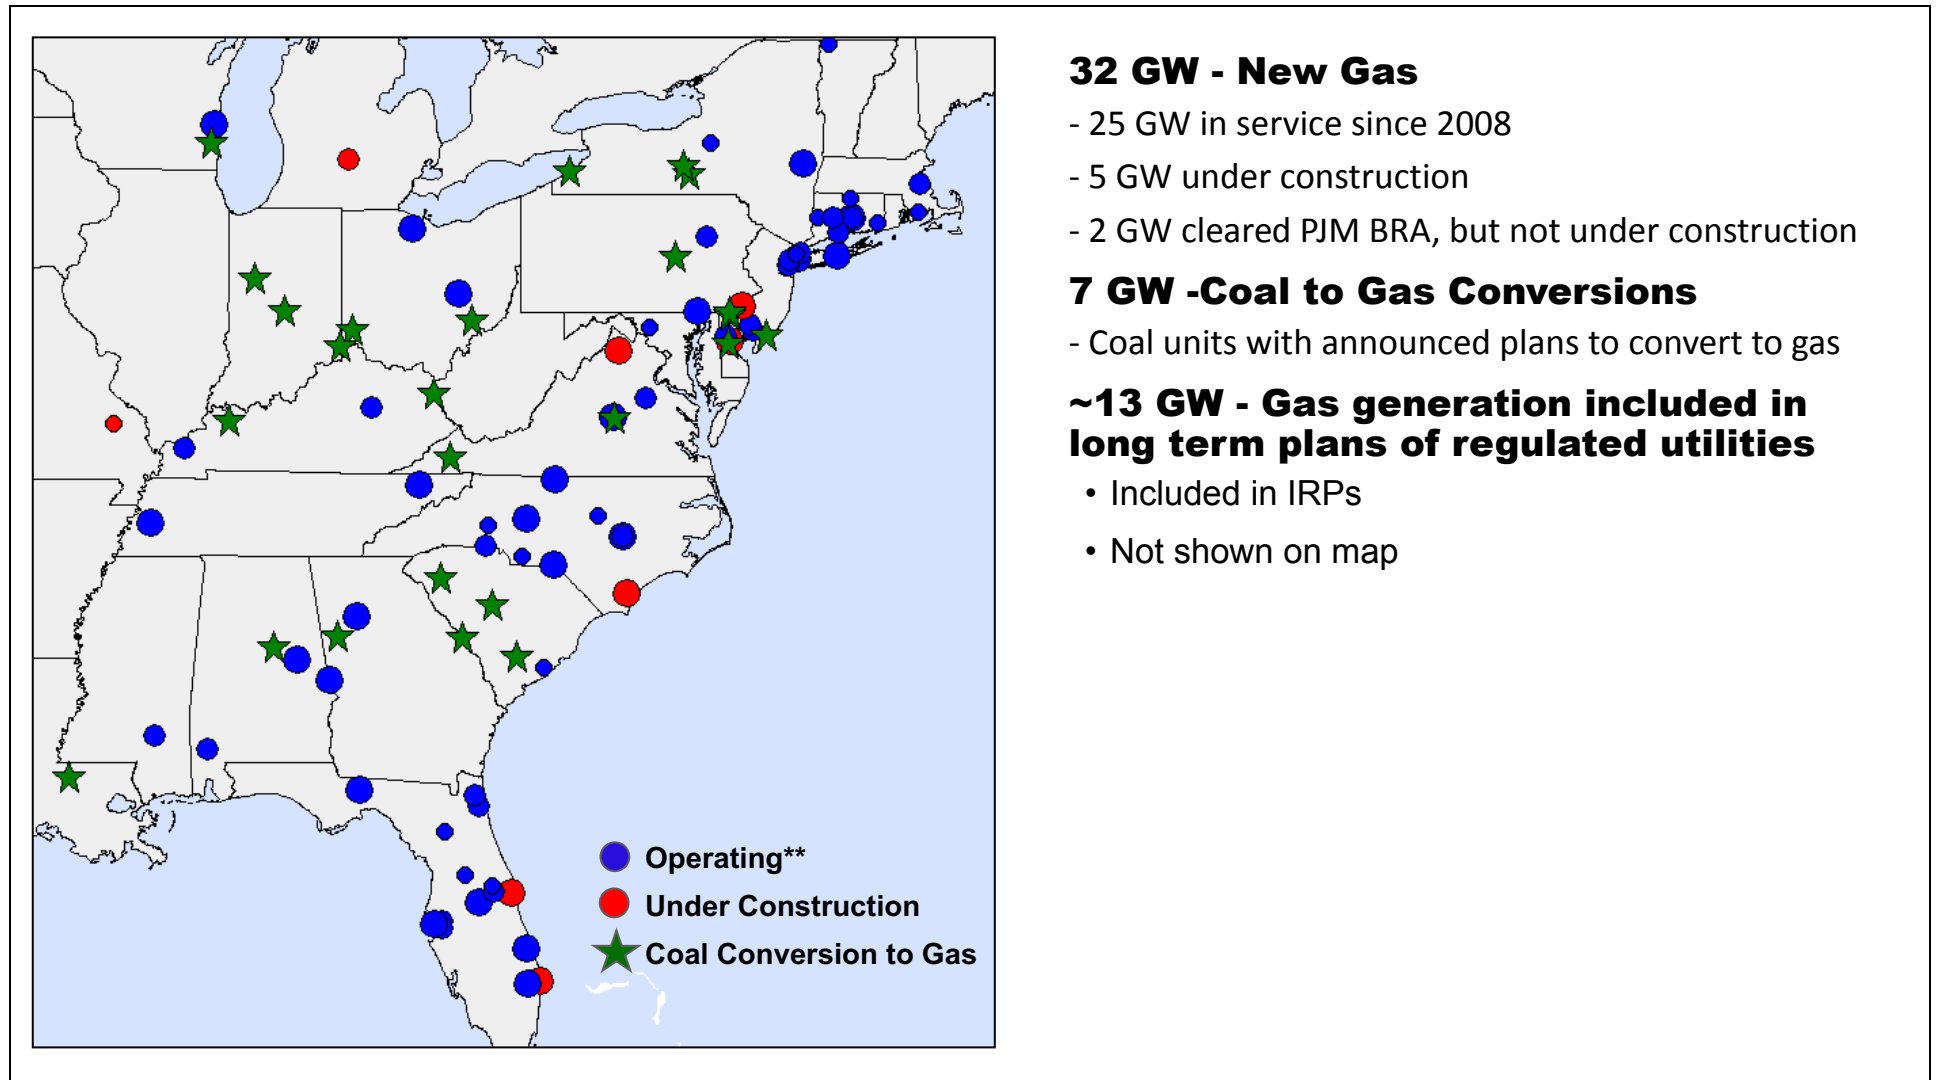 32 GW - New Gas
- 25 GW in service since 2008
- 5 GW under construction
- 2 GW cleared PJM BRA, but not under construction
7 GW -Coal to Gas Conversions
- Coal units with announced plans to convert to gas
~13 GW - Gas generation included in
long term plans of regulated utilities
• Included in IRPs
• Not shown on map
Operating**
Under Construction
Coal Conversion to Gas